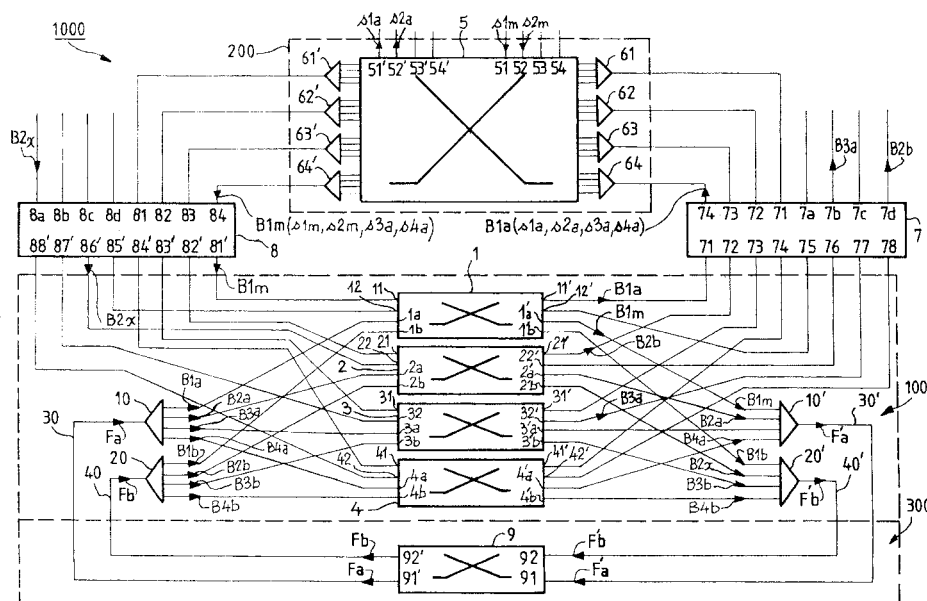 1000
s1a s2a
5
s1m s2m
200
61'
51' 52' 53' 54'
51 52 53 54
61
62'
62
63'
63
64'
64
B2x
B3a
B2b
8a 8b 8c 8d 81 82 83 84
B1m(s1m, s2m, s3a, s4a)
B1a(s1a, s2a, s3a, s4a)
74 73 72 71 7a 7b 7c 7d
88' 87' 86' 85' 84' 83' 82' 81'
8
71 72 73 74 75 76 77 78
7
B2x
B1m
1
12 11
11' 12'
B1a
1a 1'a
1b 1'b
B1m
B2b
22 21
21'
22'
2
2a 2'a
2b 2'b
B1a
B2a
10
B3a
B4a
30
Fa
3
31
31'
B3a
32 32'
3a 3'a
3b 3'b
B1m
B2a
B4a
10'
30'
F'a
100
20
B1b
B2b
B3b
B4b
40
Fb
42 41
41' 42'
4a 4'a
4b 4'b
4
B1b
B2x
B3b
B4b
20'
40'
F'b
300
9
Fb
92' 92
F'b
Fa
91' 91
F'a